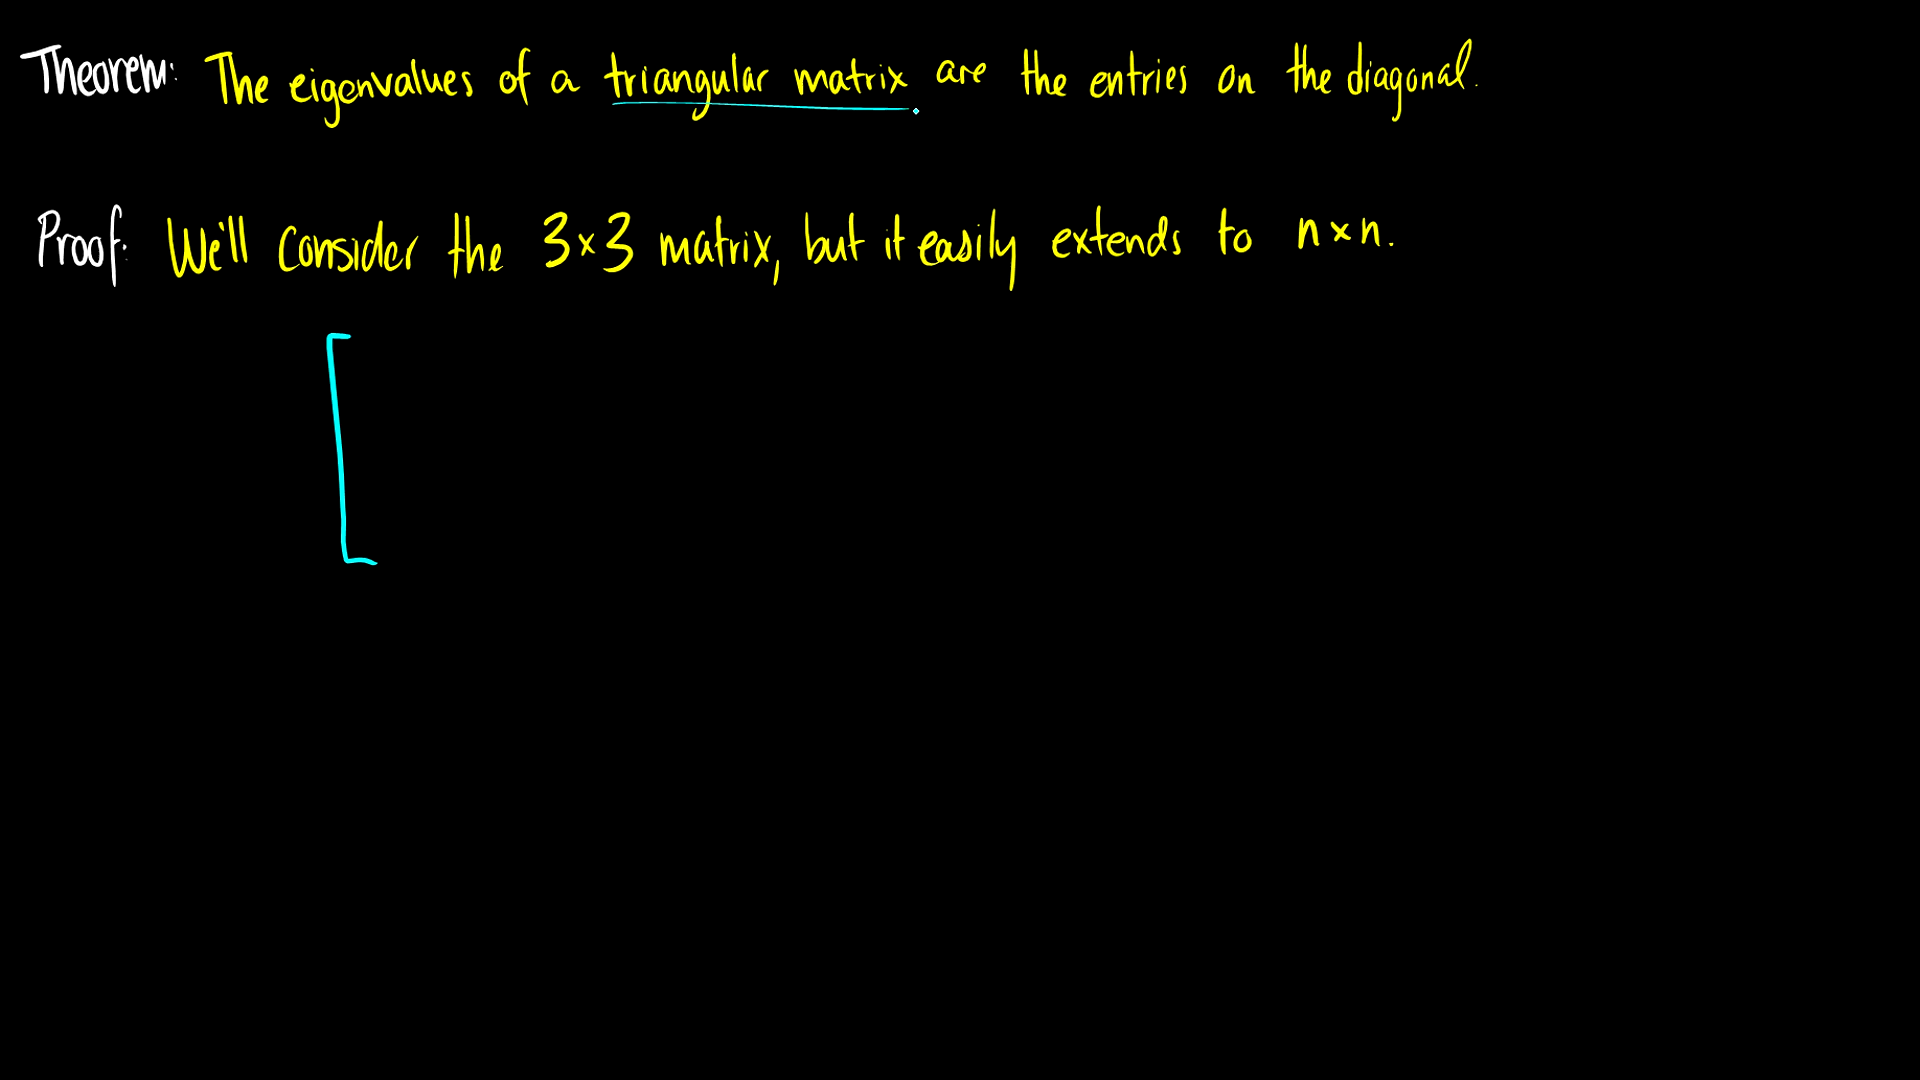 Theorem: The eigenvalues of a triangular matrix are the entries on the diagonal.
Proof: We'll consider the 3×3 matrix, but it easily extends to n×n.
[